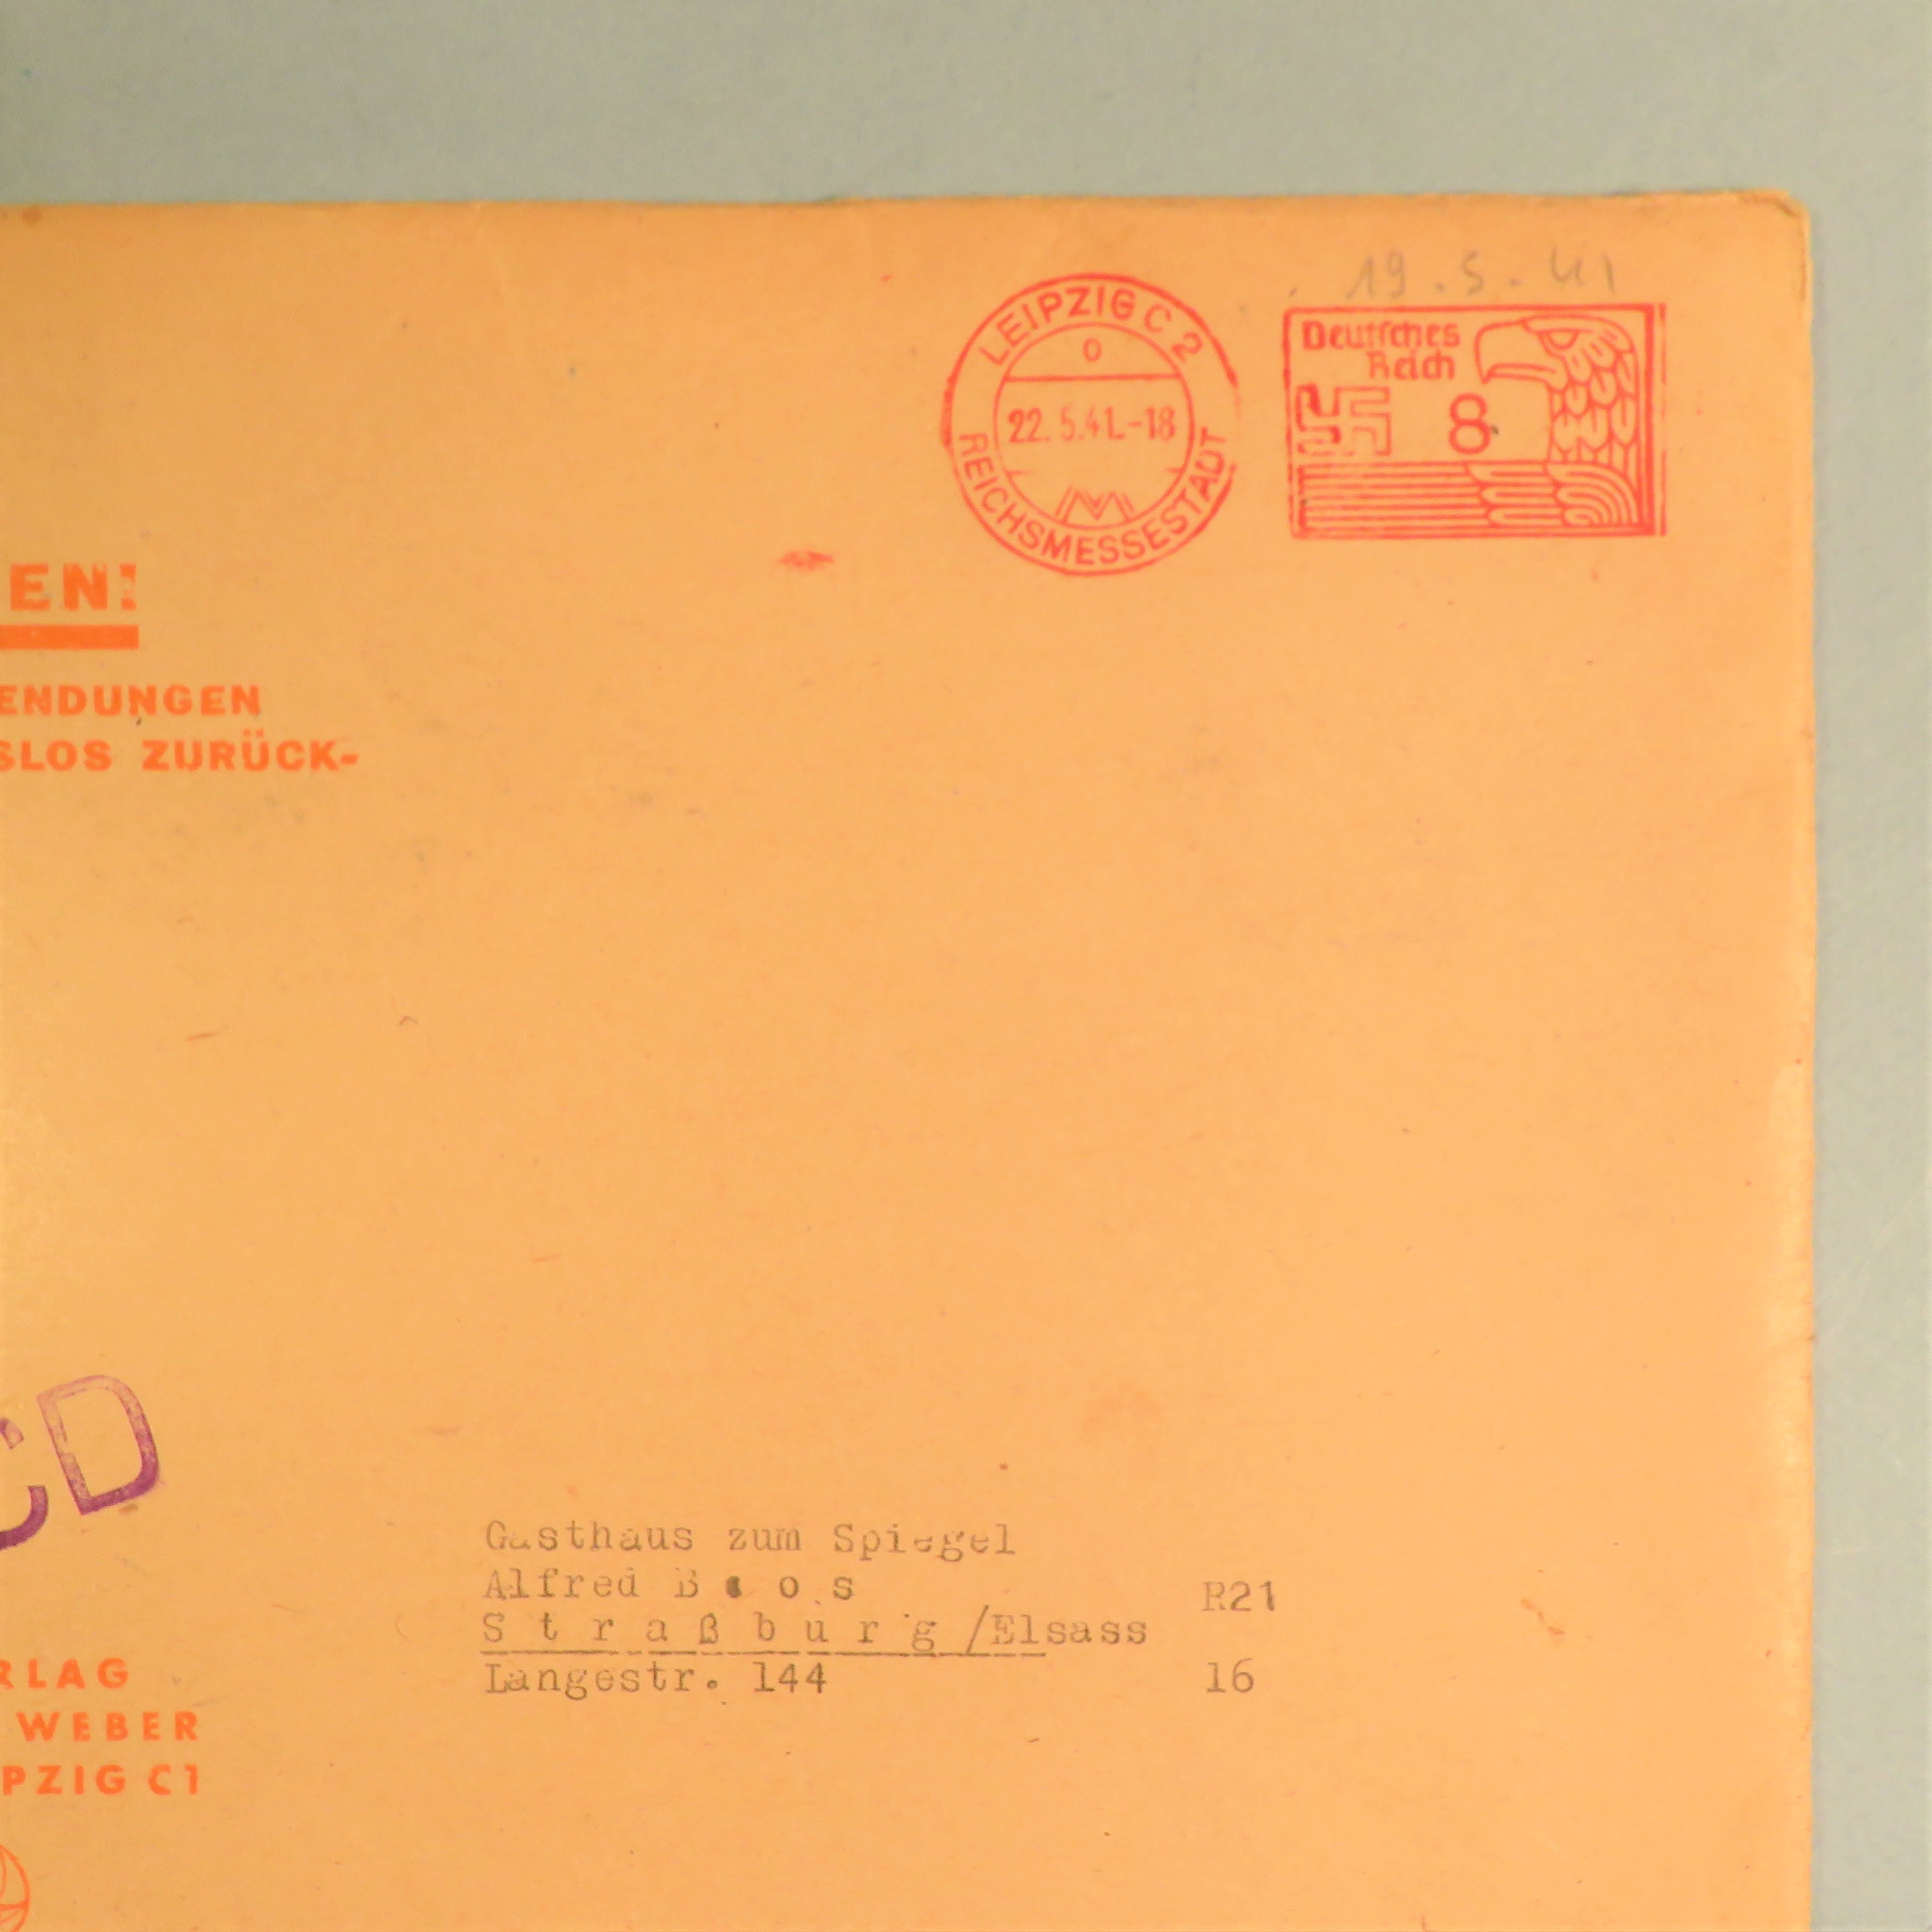 19.5.41
LEIPZIG C 2
o
22.5.41.-18
REICHSMESSESTADT
Deutsches
Reich
8
EN!
ENDUNGEN
SLOS ZURÜCK-
CD
Gasthaus zum Spiegel
Alfred B o o s
R21
S t r a ß b u r g /Elsass
Langestr. 144
16
RLAG
WEBER
PZIG C1